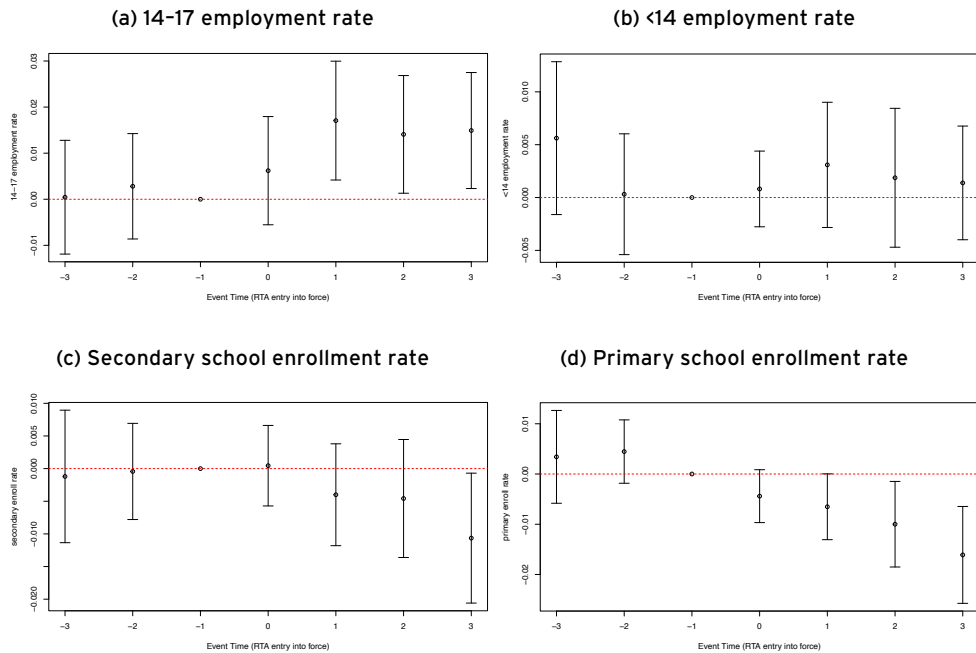 (a) 14–17 employment rate
14−17 employment rate
0.03
0.02
0.01
0.00
−0.01
−3 −2 −1 0 1 2 3
Event Time (RTA entry into force)
(b) <14 employment rate
<14 employment rate
0.010
0.005
0.000
−0.005
−3 −2 −1 0 1 2 3
Event Time (RTA entry into force)
(c) Secondary school enrollment rate
secondary enroll rate
0.010
0.005
0.000
−0.010
−0.020
−3 −2 −1 0 1 2 3
Event Time (RTA entry into force)
(d) Primary school enrollment rate
primary enroll rate
0.01
0.00
−0.01
−0.02
−3 −2 −1 0 1 2 3
Event Time (RTA entry into force)